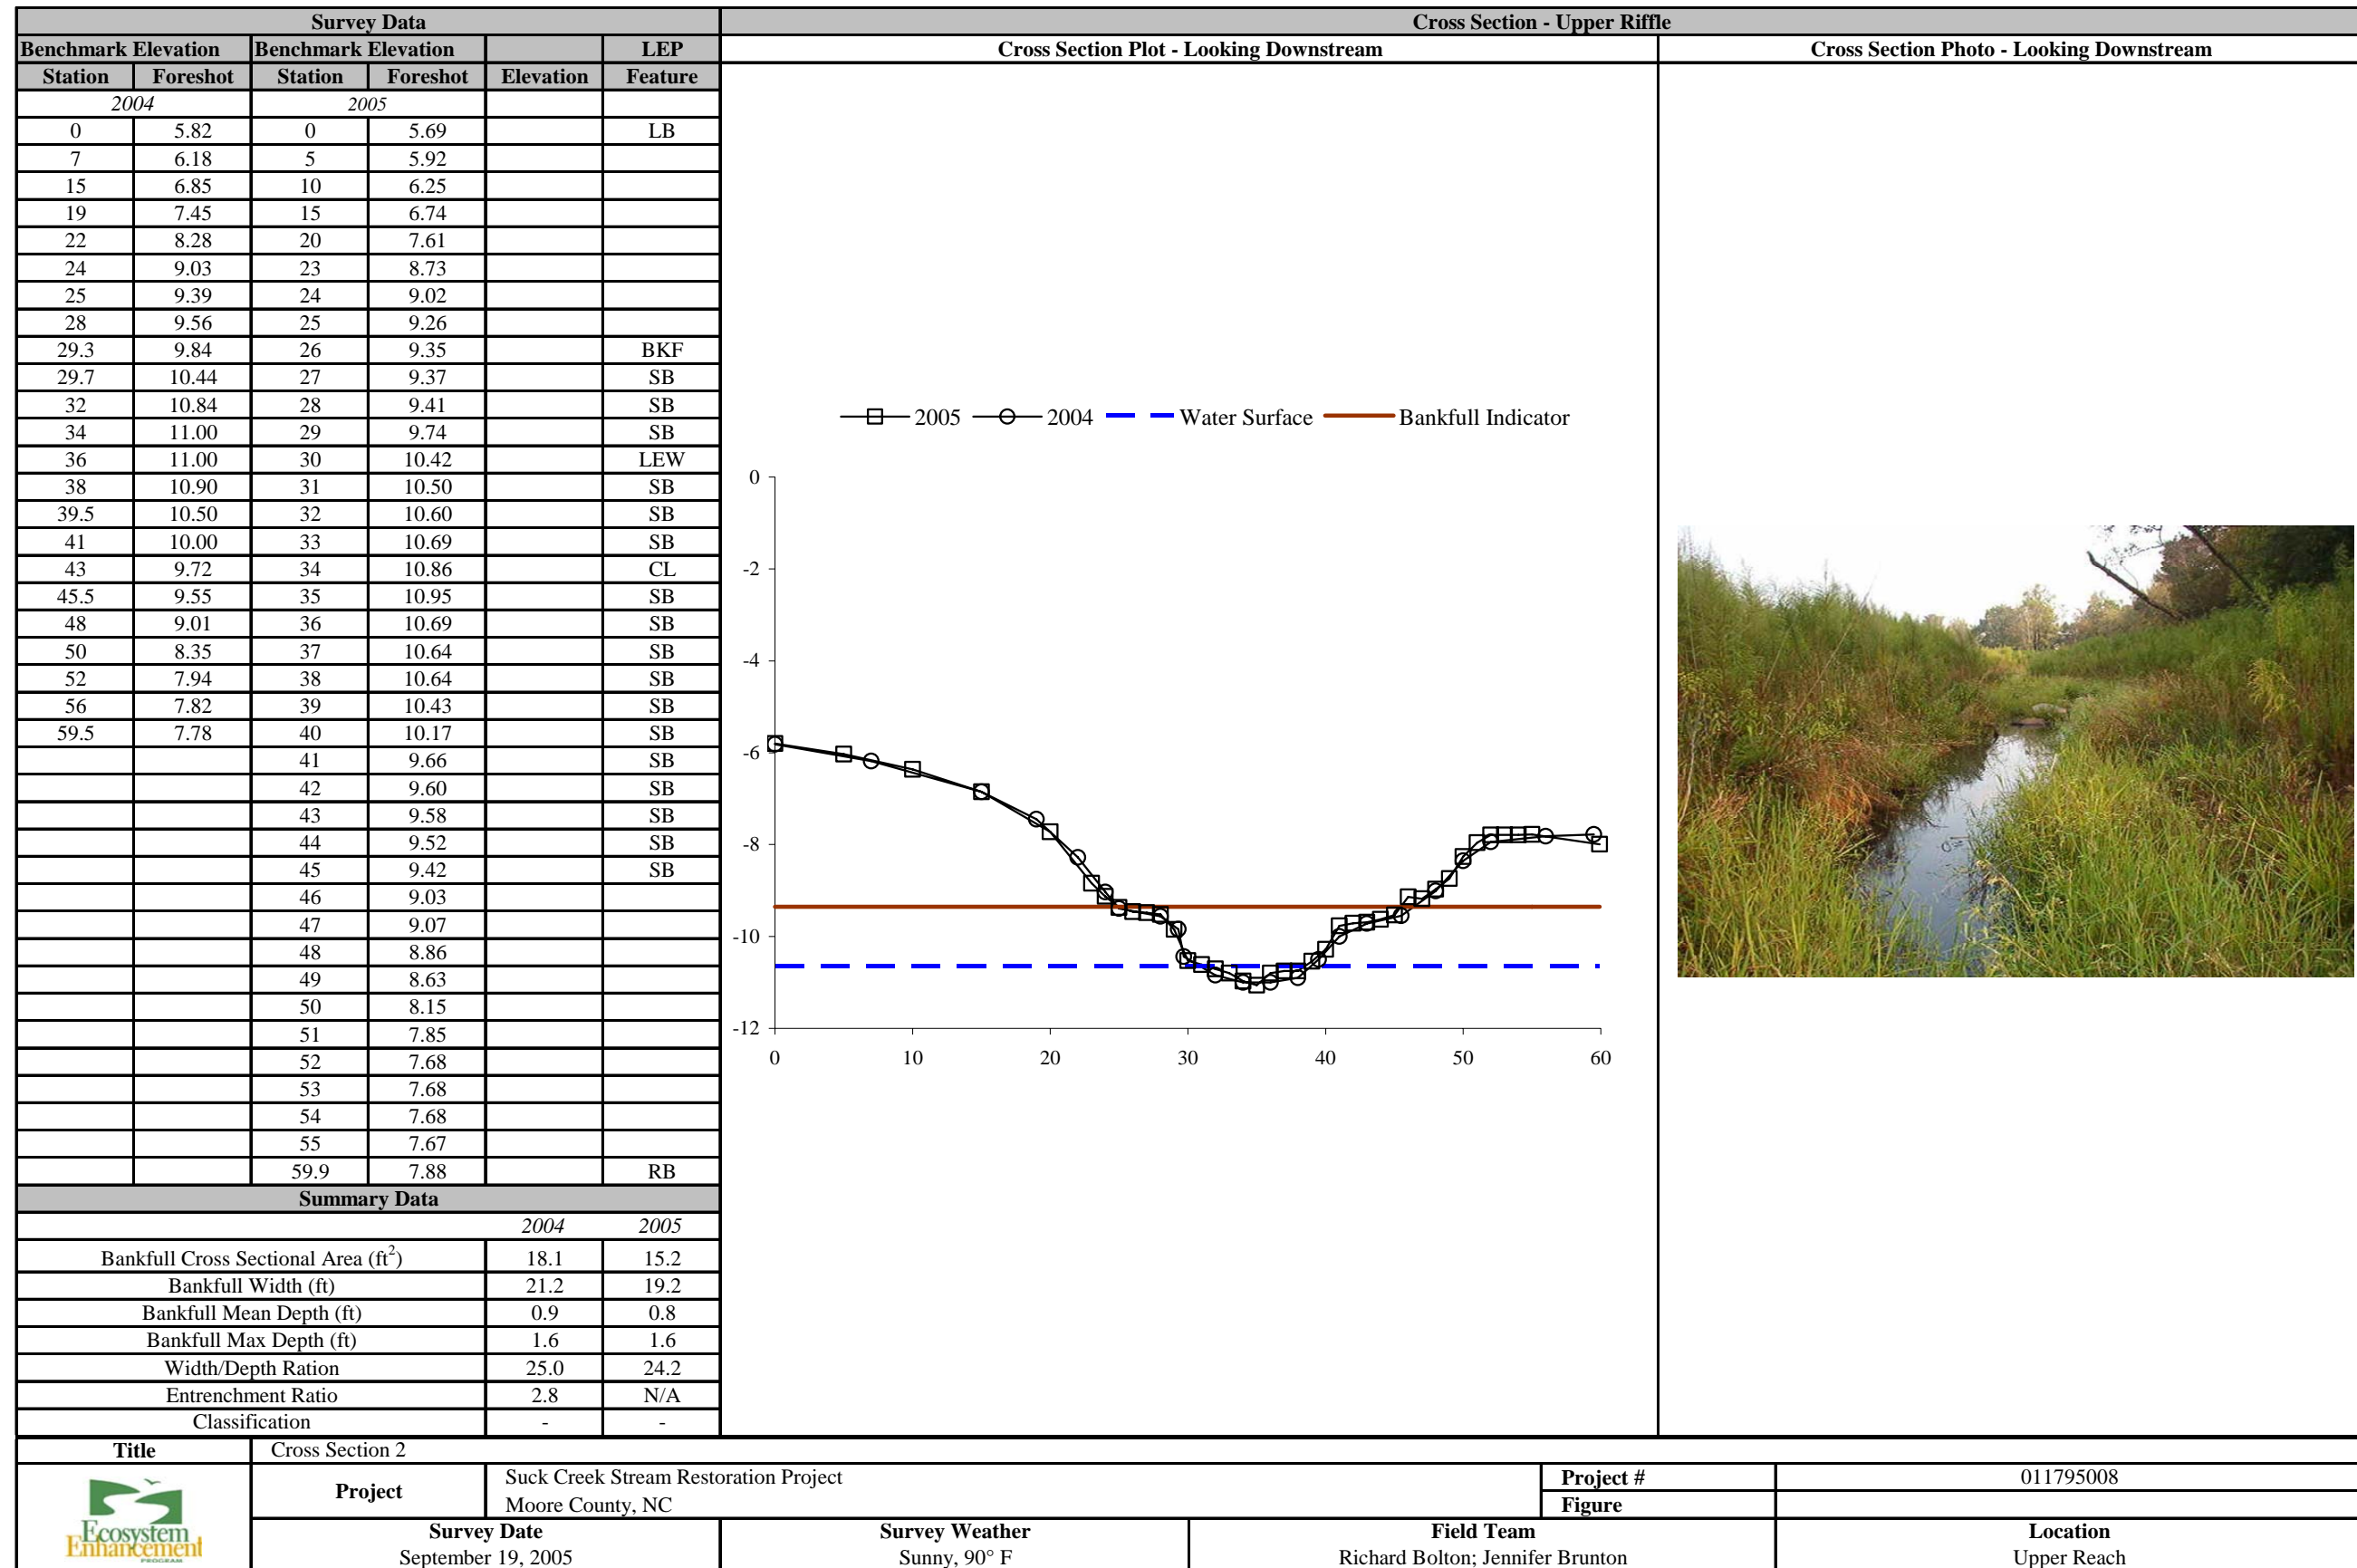 Survey Data
Cross Section - Upper Riffle
Benchmark Elevation Benchmark Elevation LEP
Cross Section Plot - Looking Downstream
Cross Section Photo - Looking Downstream
Station Foreshot Station Foreshot Elevation Feature
2004 2005
0 5.82 0 5.69 LB
7 6.18 5 5.92
15 6.85 10 6.25
19 7.45 15 6.74
22 8.28 20 7.61
24 9.03 23 8.73
25 9.39 24 9.02
28 9.56 25 9.26
29.3 9.84 26 9.35 BKF
29.7 10.44 27 9.37 SB
32 10.84 28 9.41 SB
34 11.00 29 9.74 SB
36 11.00 30 10.42 LEW
38 10.90 31 10.50 SB
39.5 10.50 32 10.60 SB
41 10.00 33 10.69 SB
43 9.72 34 10.86 CL
45.5 9.55 35 10.95 SB
48 9.01 36 10.69 SB
50 8.35 37 10.64 SB
52 7.94 38 10.64 SB
56 7.82 39 10.43 SB
59.5 7.78 40 10.17 SB
41 9.66 SB
42 9.60 SB
43 9.58 SB
44 9.52 SB
45 9.42 SB
46 9.03
47 9.07
48 8.86
49 8.63
50 8.15
51 7.85
52 7.68
53 7.68
54 7.68
55 7.67
59.9 7.88 RB
2005 2004 Water Surface Bankfull Indicator
0
-2
-4
-6
-8
-10
-12
0 10 20 30 40 50 60
Summary Data
2004 2005
Bankfull Cross Sectional Area (ft2) 18.1 15.2
Bankfull Width (ft) 21.2 19.2
Bankfull Mean Depth (ft) 0.9 0.8
Bankfull Max Depth (ft) 1.6 1.6
Width/Depth Ration 25.0 24.2
Entrenchment Ratio 2.8 N/A
Classification - -
Title Cross Section 2
Project
Suck Creek Stream Restoration Project
Moore County, NC
Project # 011795008
Figure
Ecosystem
Enhancement
PROGRAM
Survey Date Survey Weather Field Team Location
September 19, 2005 Sunny, 90° F Richard Bolton; Jennifer Brunton Upper Reach